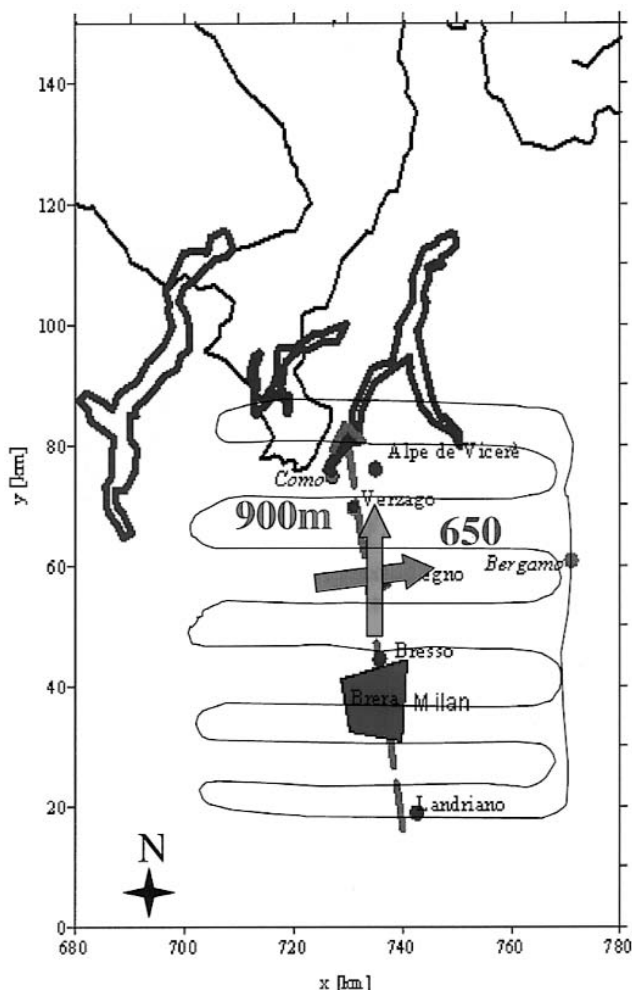 140
120
100
80
60
40
20
0
y [km]
Alpe de Vicerè
Como
Verzago
900m
650
Bergamo
egno
Bresso
Brera
Milan
Landriano
N
680
700
720
740
760
780
x [km]